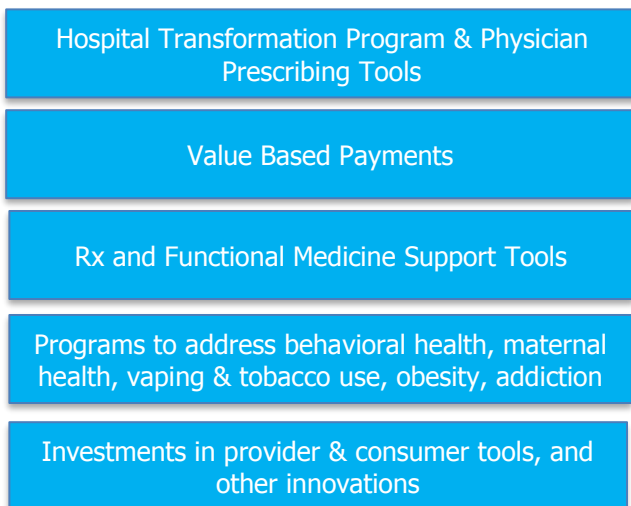 Hospital Transformation Program & Physician
Prescribing Tools
Value Based Payments
Rx and Functional Medicine Support Tools
Programs to address behavioral health, maternal
health, vaping & tobacco use, obesity, addiction
Investments in provider & consumer tools, and
other innovations